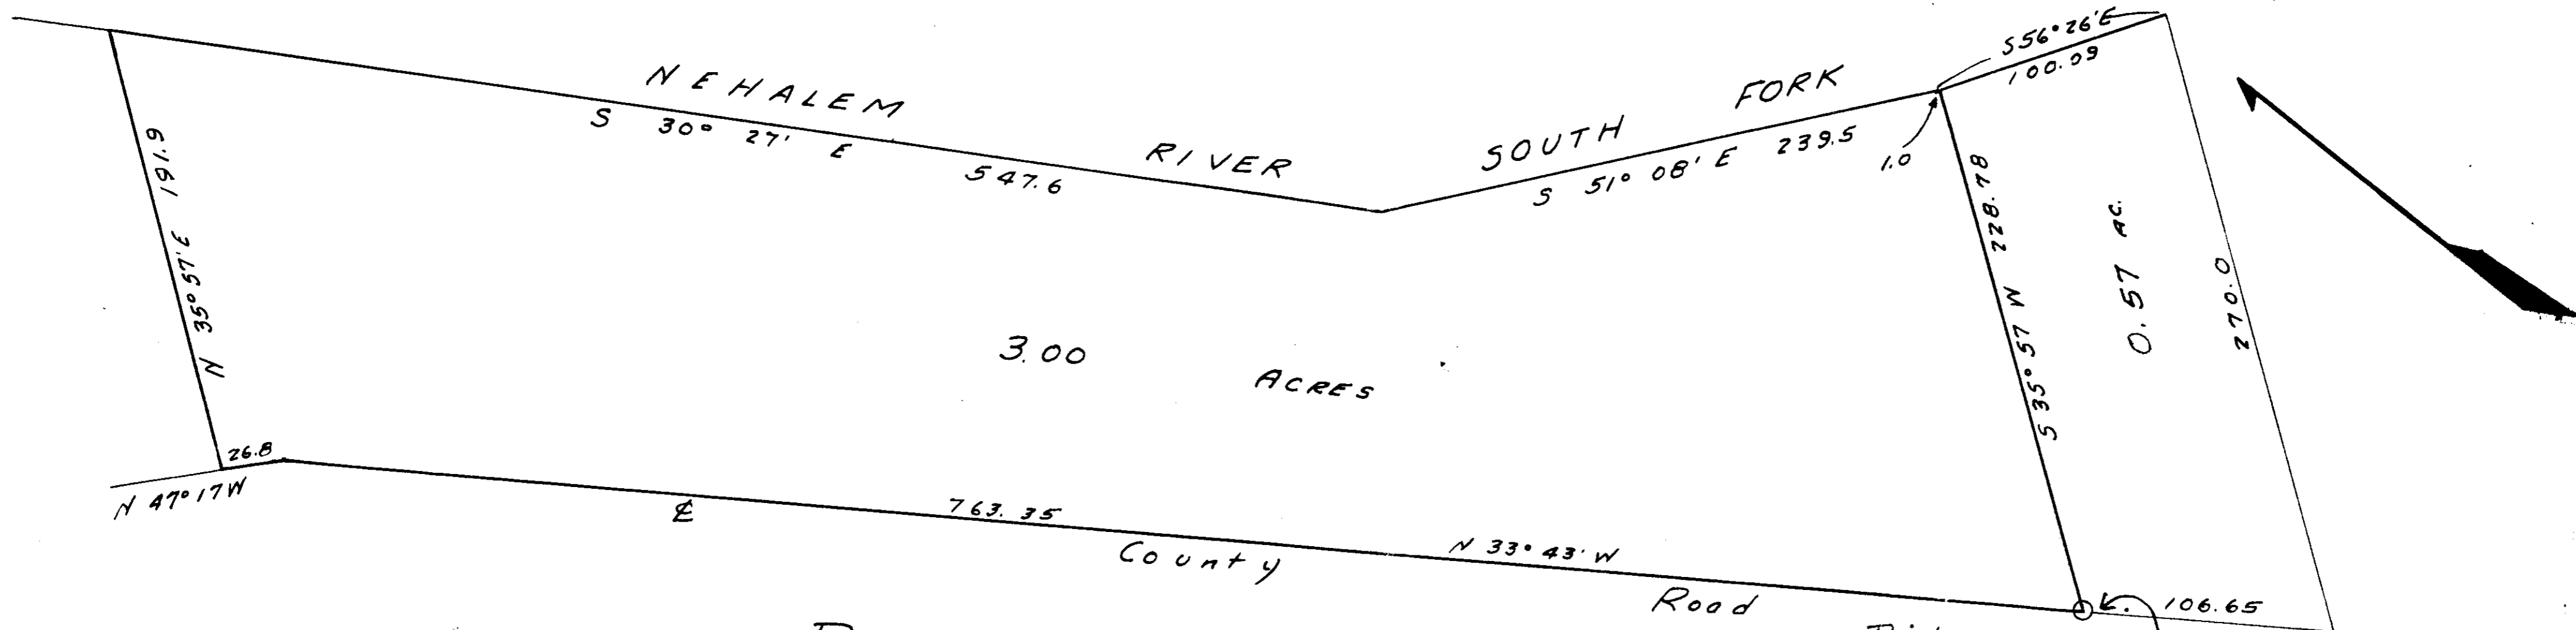 NEHALEM RIVER SOUTH FORK
S 30° 27' E 547.6
S 51° 08' E 239.5
1.0
S56°26'E
100.09
N 35°57'E 191.9
S 35°57 W 228.78
0.57 AC.
270.0
3.00 ACRES
26.8
N 47°17W
763.35
N 33°43'W
County Road
106.65